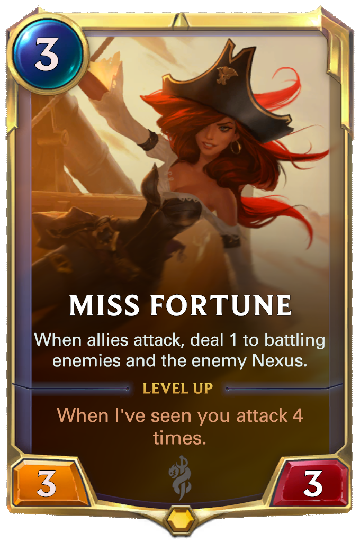 3
MISS FORTUNE
When allies attack, deal 1 to battling
enemies and the enemy Nexus.
LEVEL UP
When I've seen you attack 4
times.
3 3